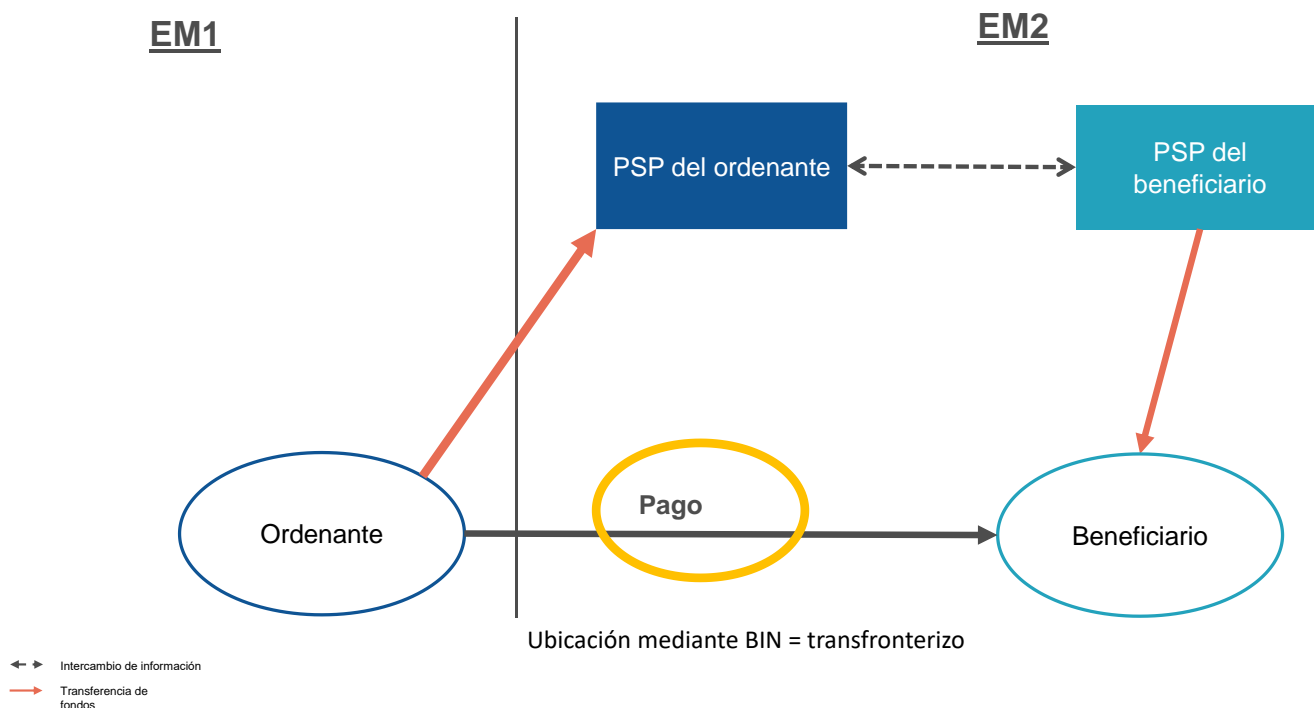 EM1
EM2
PSP del ordenante
PSP del
beneficiario
Pago
Ordenante
Beneficiario
Ubicación mediante BIN = transfronterizo
Intercambio de información
Transferencia de
fondos